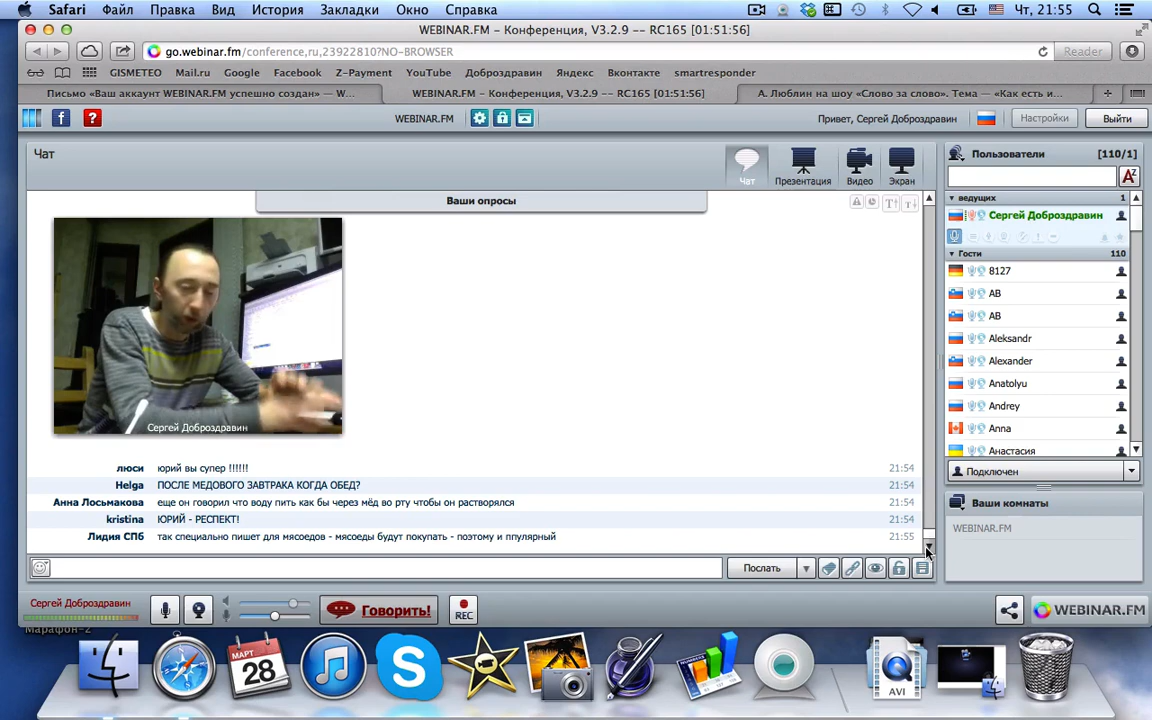 Safari Файл Правка Вид История Закладки Окно Справка Чт, 21:55
WEBINAR.FM – Конференция, V3.2.9 -- RC165 [01:51:56]
go.webinar.fm/conference,ru,23922810?NO-BROWSER Reader
GISMETEO Mail.ru Google Facebook Z-Payment YouTube Доброздравин Яндекс Вконтакте smartresponder
Письмо «Ваш аккаунт WEBINAR.FM успешно создан» — W... WEBINAR.FM – Конференция, V3.2.9 -- RC165 [01:51:56] А. Люблин на шоу «Слово за слово». Тема — «Как есть и...
f ? WEBINAR.FM Привет, Сергей Доброздравин Настройки Выйти
Чат
Чат Презентация Видео Экран
Ваши опросы
Сергей Доброздравин
люси юрий вы супер !!!!!! 21:54
Helga ПОСЛЕ МЕДОВОГО ЗАВТРАКА КОГДА ОБЕД? 21:54
Анна Лосьмакова еще он говорил что воду пить как бы через мёд во рту чтобы он растворялся 21:54
kristina ЮРИЙ - РЕСПЕКТ! 21:54
Лидия СПб так специально пишет для мясоедов - мясоеды будут покупать - поэтому и ппулярный 21:55
Послать
Пользователи [110/1]
AZ
ведущих 1
Сергей Доброздравин
Гости 110
8127
AB
AB
Aleksandr
Alexander
Anatolyu
Andrey
Anna
Анастасия
Подключен
Ваши комнаты
WEBINAR.FM
Сергей Доброздравин Говорить! REC WEBINAR.FM
Марафон-2
МАРТ
28
NUMBERS
AVI